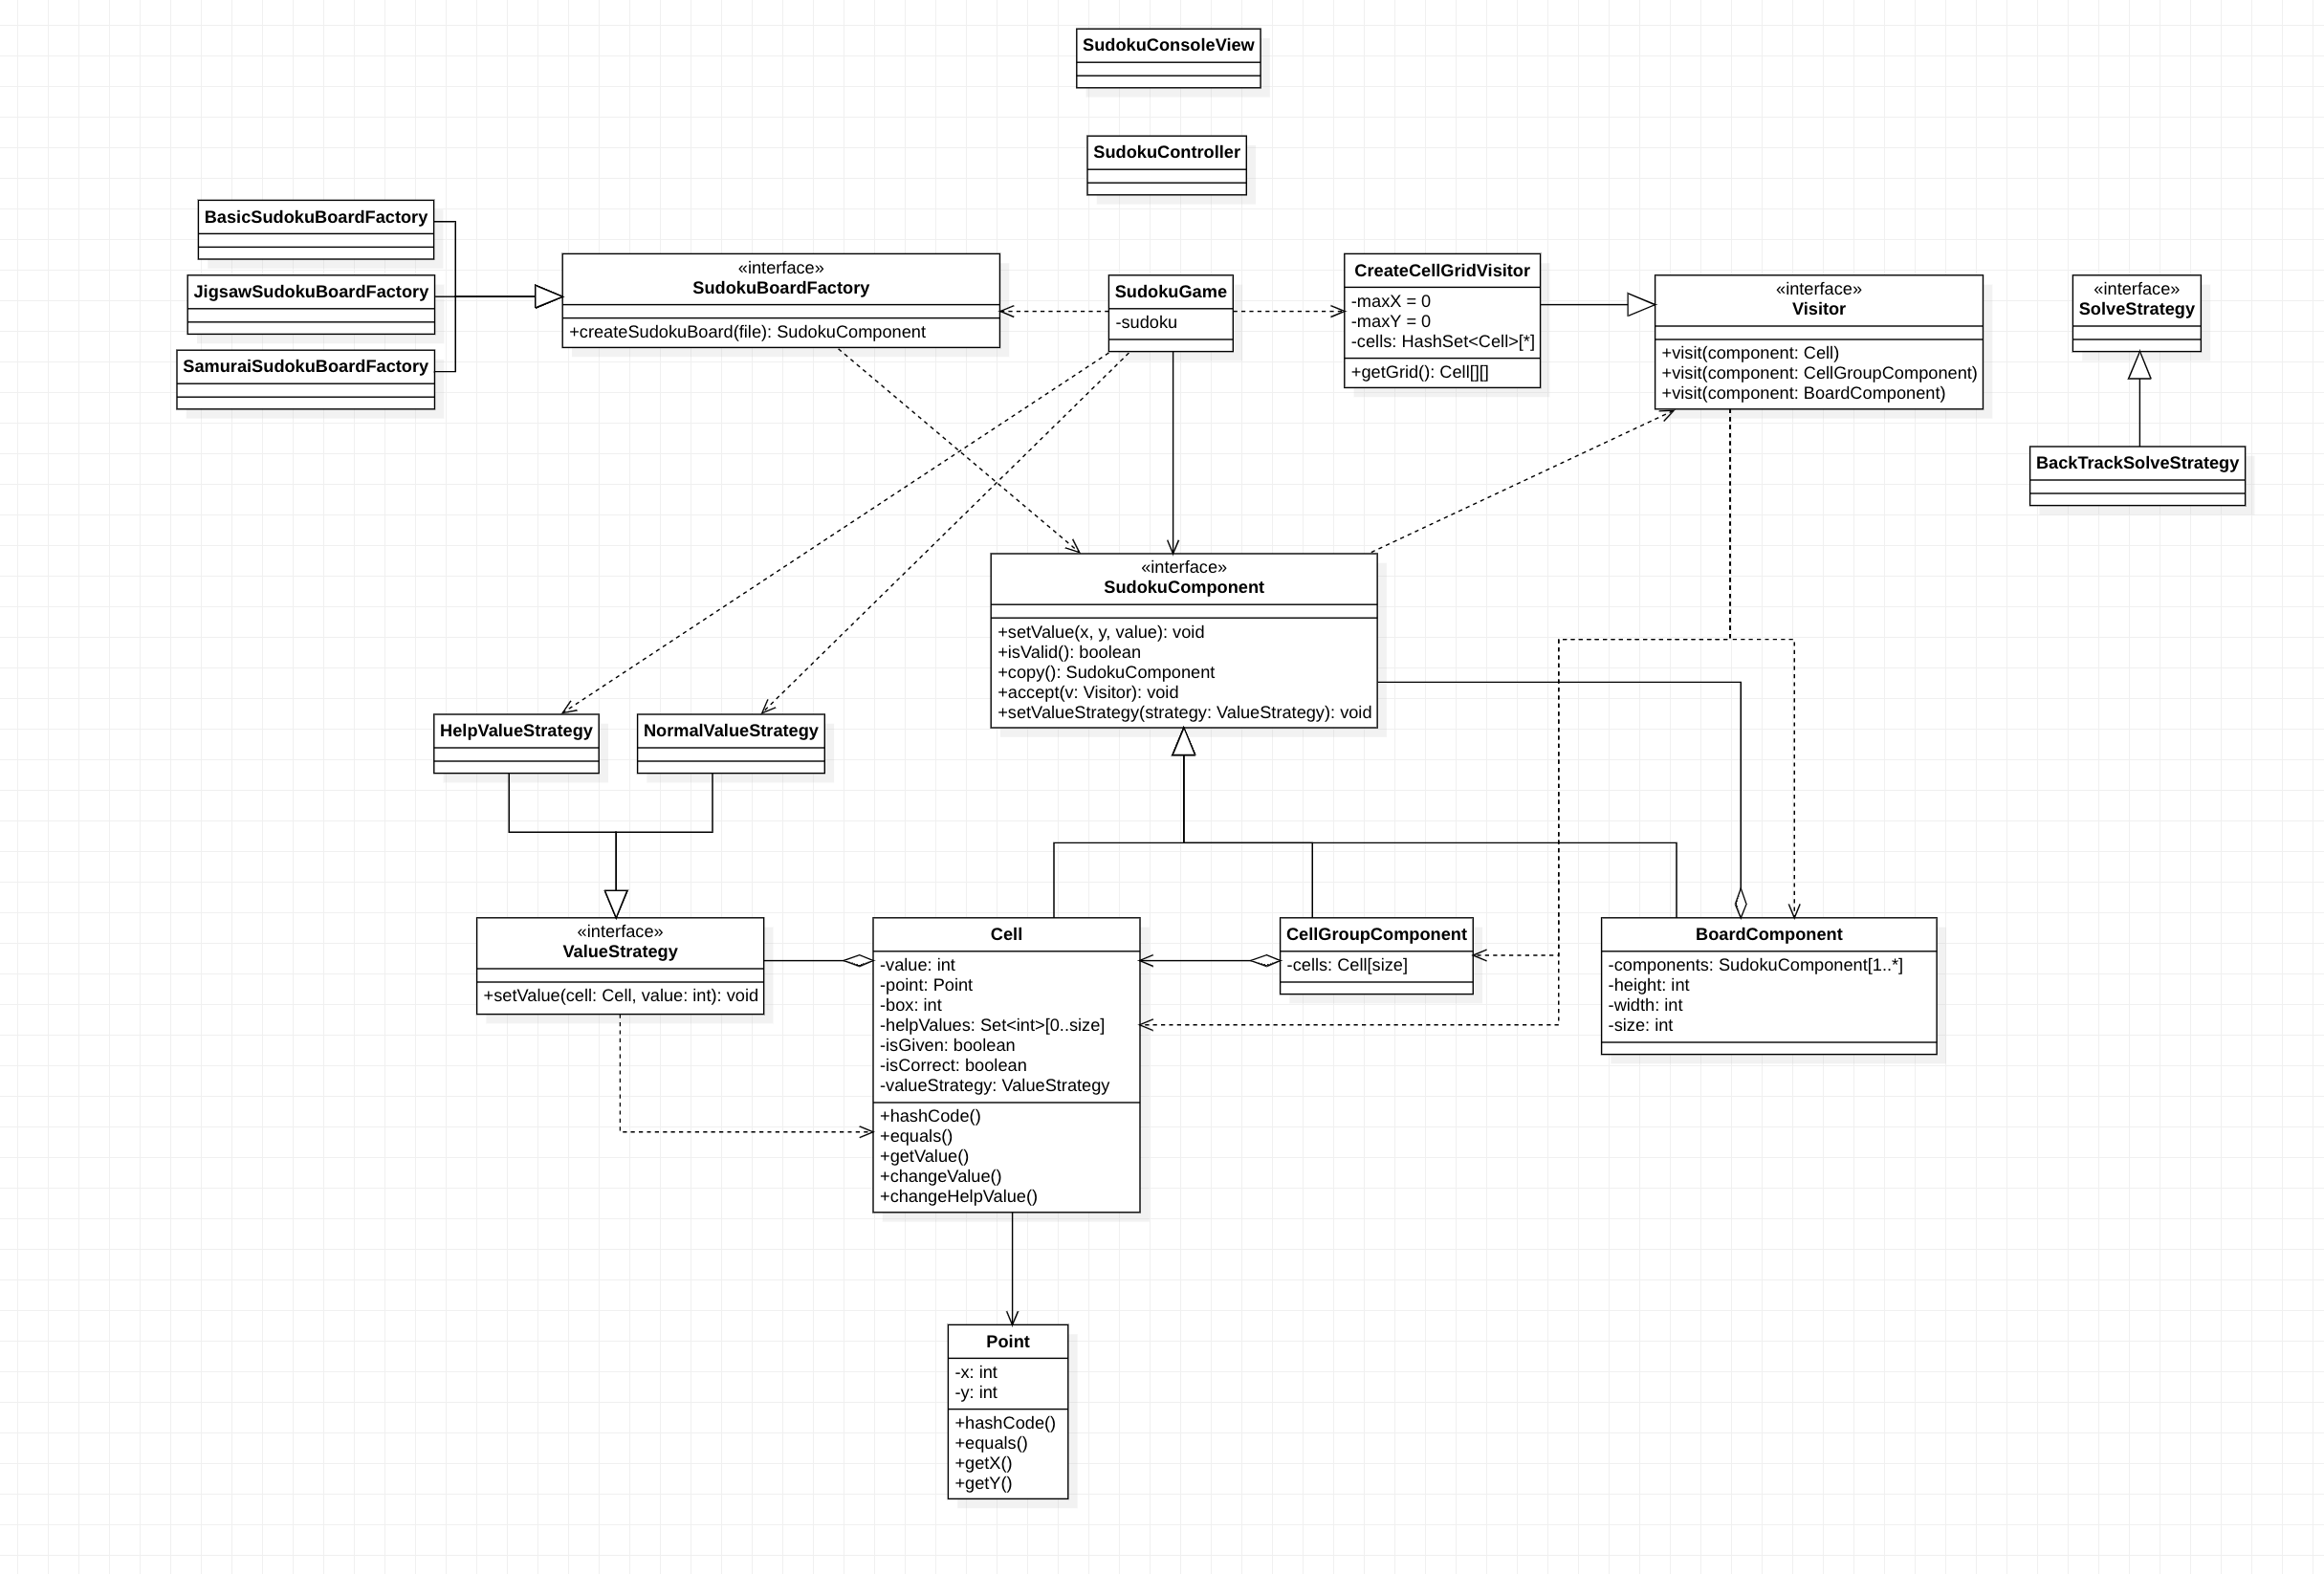 SudokuConsoleView
SudokuController
BasicSudokuBoardFactory
JigsawSudokuBoardFactory
SamuraiSudokuBoardFactory
«interface»
SudokuBoardFactory
+createSudokuBoard(file): SudokuComponent
SudokuGame
-sudoku
CreateCellGridVisitor
-maxX = 0
-maxY = 0
-cells: HashSet<Cell>[*]
+getGrid(): Cell[][]
«interface»
Visitor
+visit(component: Cell)
+visit(component: CellGroupComponent)
+visit(component: BoardComponent)
«interface»
SolveStrategy
BackTrackSolveStrategy
«interface»
SudokuComponent
+setValue(x, y, value): void
+isValid(): boolean
+copy(): SudokuComponent
+accept(v: Visitor): void
+setValueStrategy(strategy: ValueStrategy): void
HelpValueStrategy
NormalValueStrategy
«interface»
ValueStrategy
+setValue(cell: Cell, value: int): void
Cell
-value: int
-point: Point
-box: int
-helpValues: Set<int>[0..size]
-isGiven: boolean
-isCorrect: boolean
-valueStrategy: ValueStrategy
+hashCode()
+equals()
+getValue()
+changeValue()
+changeHelpValue()
CellGroupComponent
-cells: Cell[size]
BoardComponent
-components: SudokuComponent[1..*]
-height: int
-width: int
-size: int
Point
-x: int
-y: int
+hashCode()
+equals()
+getX()
+getY()